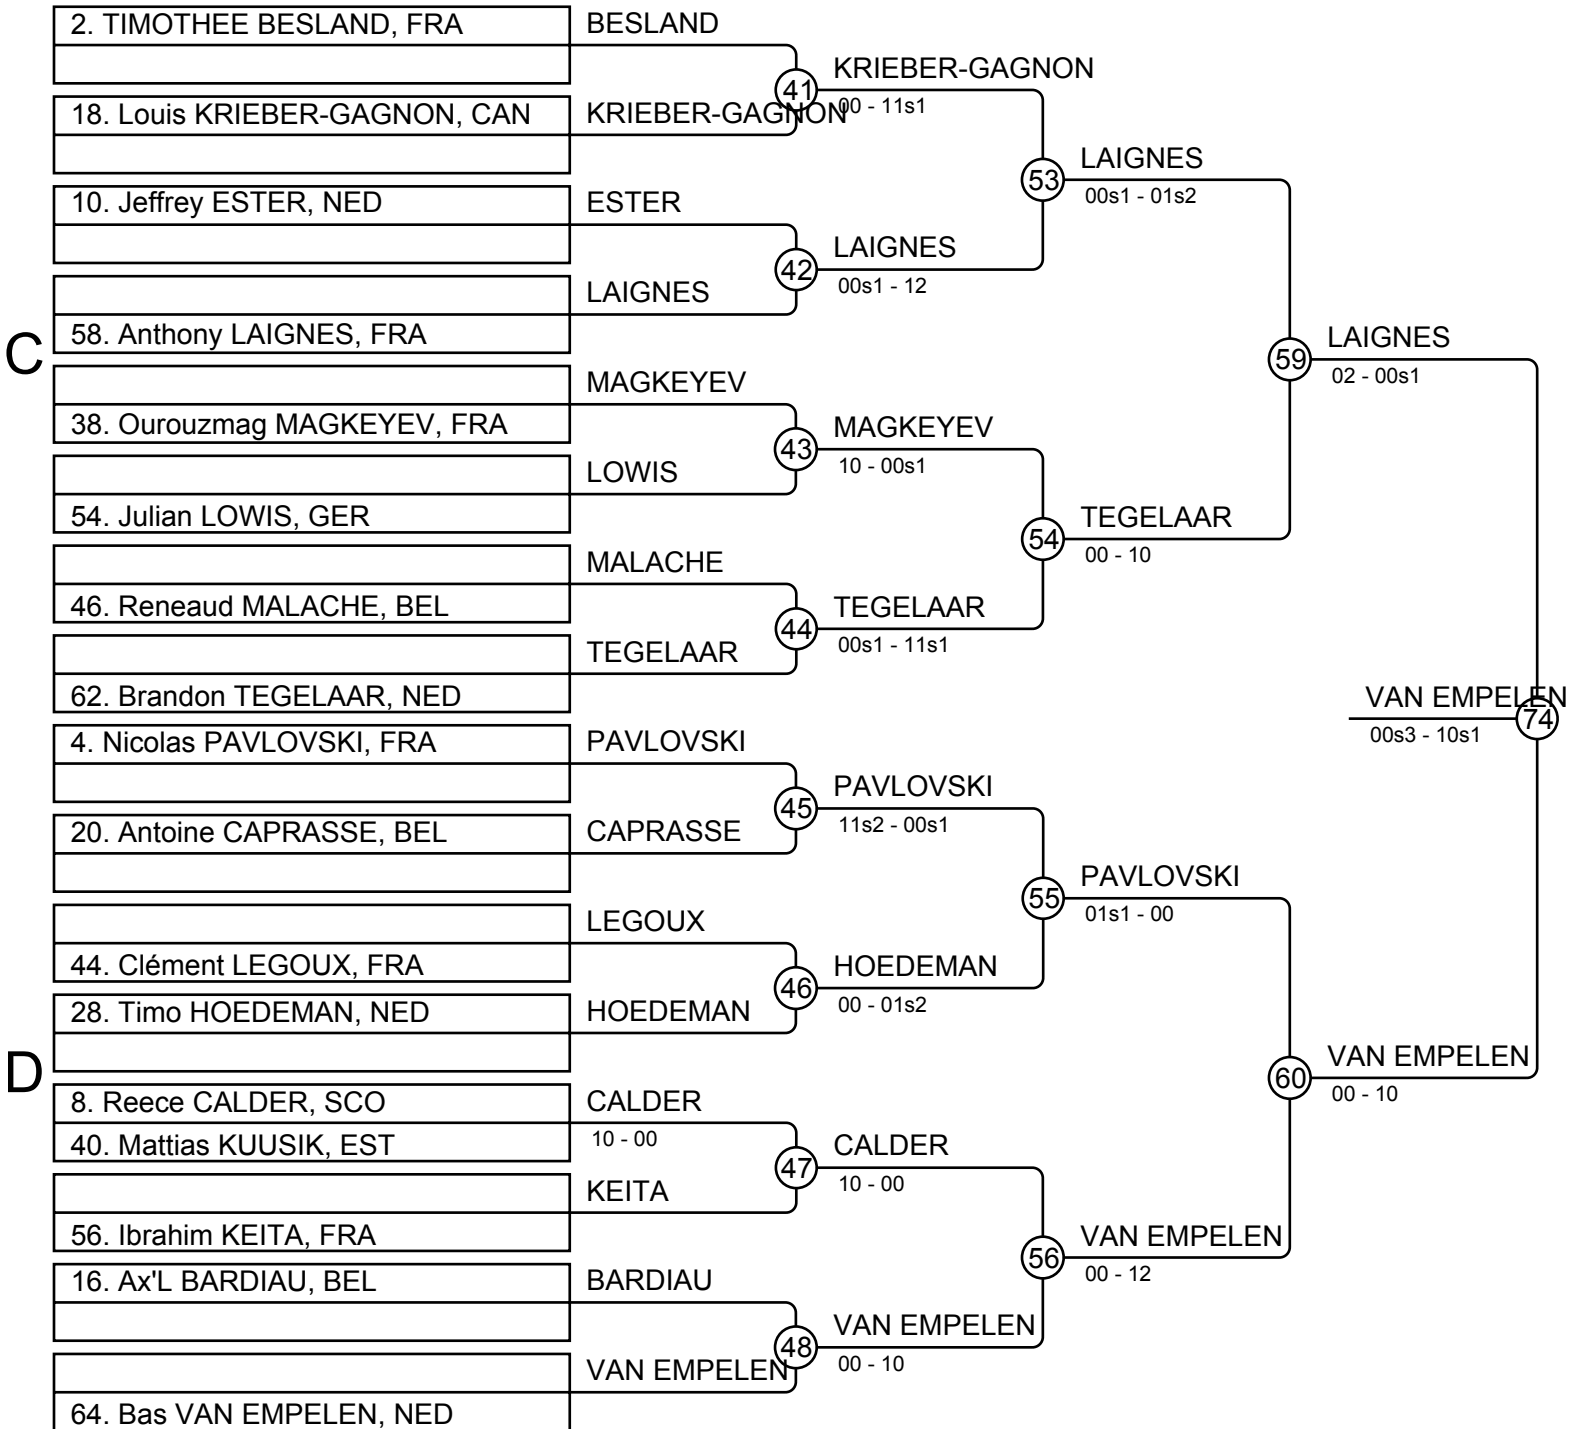 2. TIMOTHEE BESLAND, FRA
BESLAND
41
KRIEBER-GAGNON
00 - 11s1
18. Louis KRIEBER-GAGNON, CAN
KRIEBER-GAGNON
53
LAIGNES
00s1 - 01s2
10. Jeffrey ESTER, NED
ESTER
42
LAIGNES
00s1 - 12
LAIGNES
58. Anthony LAIGNES, FRA
C
59
LAIGNES
02 - 00s1
MAGKEYEV
38. Ourouzmag MAGKEYEV, FRA
43
MAGKEYEV
10 - 00s1
LOWIS
54. Julian LOWIS, GER
54
TEGELAAR
00 - 10
MALACHE
46. Reneaud MALACHE, BEL
44
TEGELAAR
00s1 - 11s1
TEGELAAR
62. Brandon TEGELAAR, NED
VAN EMPELEN
74
00s3 - 10s1
4. Nicolas PAVLOVSKI, FRA
PAVLOVSKI
45
PAVLOVSKI
11s2 - 00s1
20. Antoine CAPRASSE, BEL
CAPRASSE
55
PAVLOVSKI
01s1 - 00
LEGOUX
44. Clément LEGOUX, FRA
46
HOEDEMAN
00 - 01s2
28. Timo HOEDEMAN, NED
HOEDEMAN
D
60
VAN EMPELEN
00 - 10
8. Reece CALDER, SCO
CALDER
40. Mattias KUUSIK, EST
10 - 00
47
CALDER
10 - 00
KEITA
56. Ibrahim KEITA, FRA
56
VAN EMPELEN
00 - 12
16. Ax'L BARDIAU, BEL
BARDIAU
48
VAN EMPELEN
00 - 10
VAN EMPELEN
64. Bas VAN EMPELEN, NED